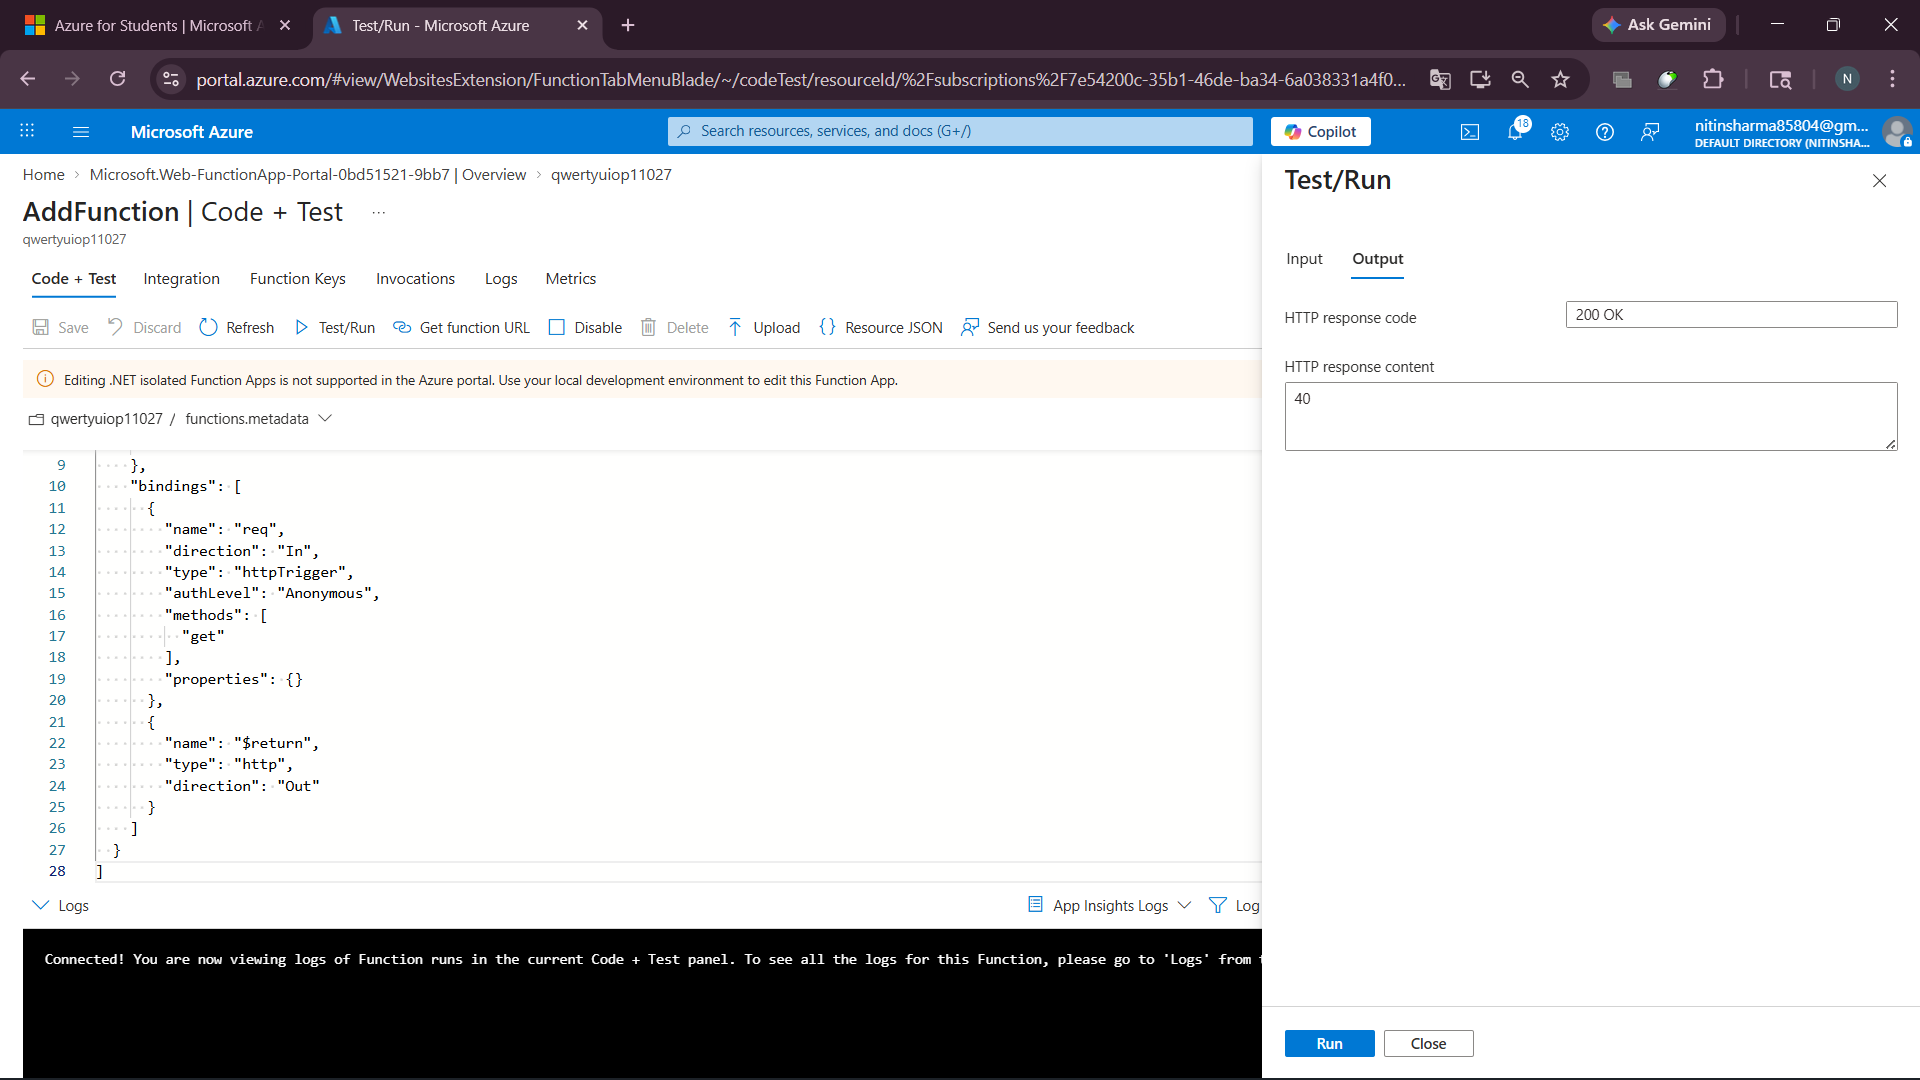 Azure for Students | Microsoft A
Test/Run - Microsoft Azure
Ask Gemini
portal.azure.com/#view/WebsitesExtension/FunctionTabMenuBlade/~/codeTest/resourceId/%2Fsubscriptions%2F7e54200c-35b1-46de-ba34-6a038331a4f0...
N
Microsoft Azure
Search resources, services, and docs (G+/)
Copilot
18
nitinsharma85804@gm...
DEFAULT DIRECTORY (NITINSHA...
Home > Microsoft.Web-FunctionApp-Portal-0bd51521-9bb7 | Overview > qwertyuiop11027
AddFunction | Code + Test ...
qwertyuiop11027
Code + Test Integration Function Keys Invocations Logs Metrics
Save Discard Refresh Test/Run Get function URL Disable Delete Upload Resource JSON Send us your feedback
Editing .NET isolated Function Apps is not supported in the Azure portal. Use your local development environment to edit this Function App.
qwertyuiop11027 / functions.metadata
9 },
10 "bindings": [
11 {
12 "name": "req",
13 "direction": "In",
14 "type": "httpTrigger",
15 "authLevel": "Anonymous",
16 "methods": [
17 "get"
18 ],
19 "properties": {}
20 },
21 {
22 "name": "$return",
23 "type": "http",
24 "direction": "Out"
25 }
26 ]
27 }
28 ]
Logs
App Insights Logs
Log
Connected! You are now viewing logs of Function runs in the current Code + Test panel. To see all the logs for this Function, please go to 'Logs' from
Test/Run
Input Output
HTTP response code
200 OK
HTTP response content
40
Run Close